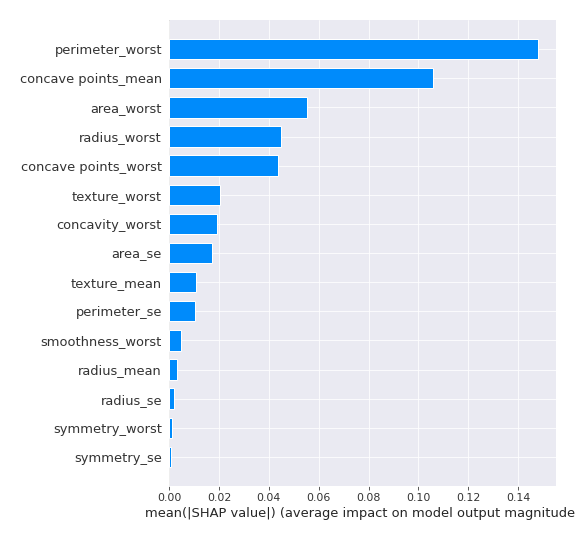 perimeter_worst
concave points_mean
area_worst
radius_worst
concave points_worst
texture_worst
concavity_worst
area_se
texture_mean
perimeter_se
smoothness_worst
radius_mean
radius_se
symmetry_worst
symmetry_se
0.00 0.02 0.04 0.06 0.08 0.10 0.12 0.14
mean(|SHAP value|) (average impact on model output magnitude